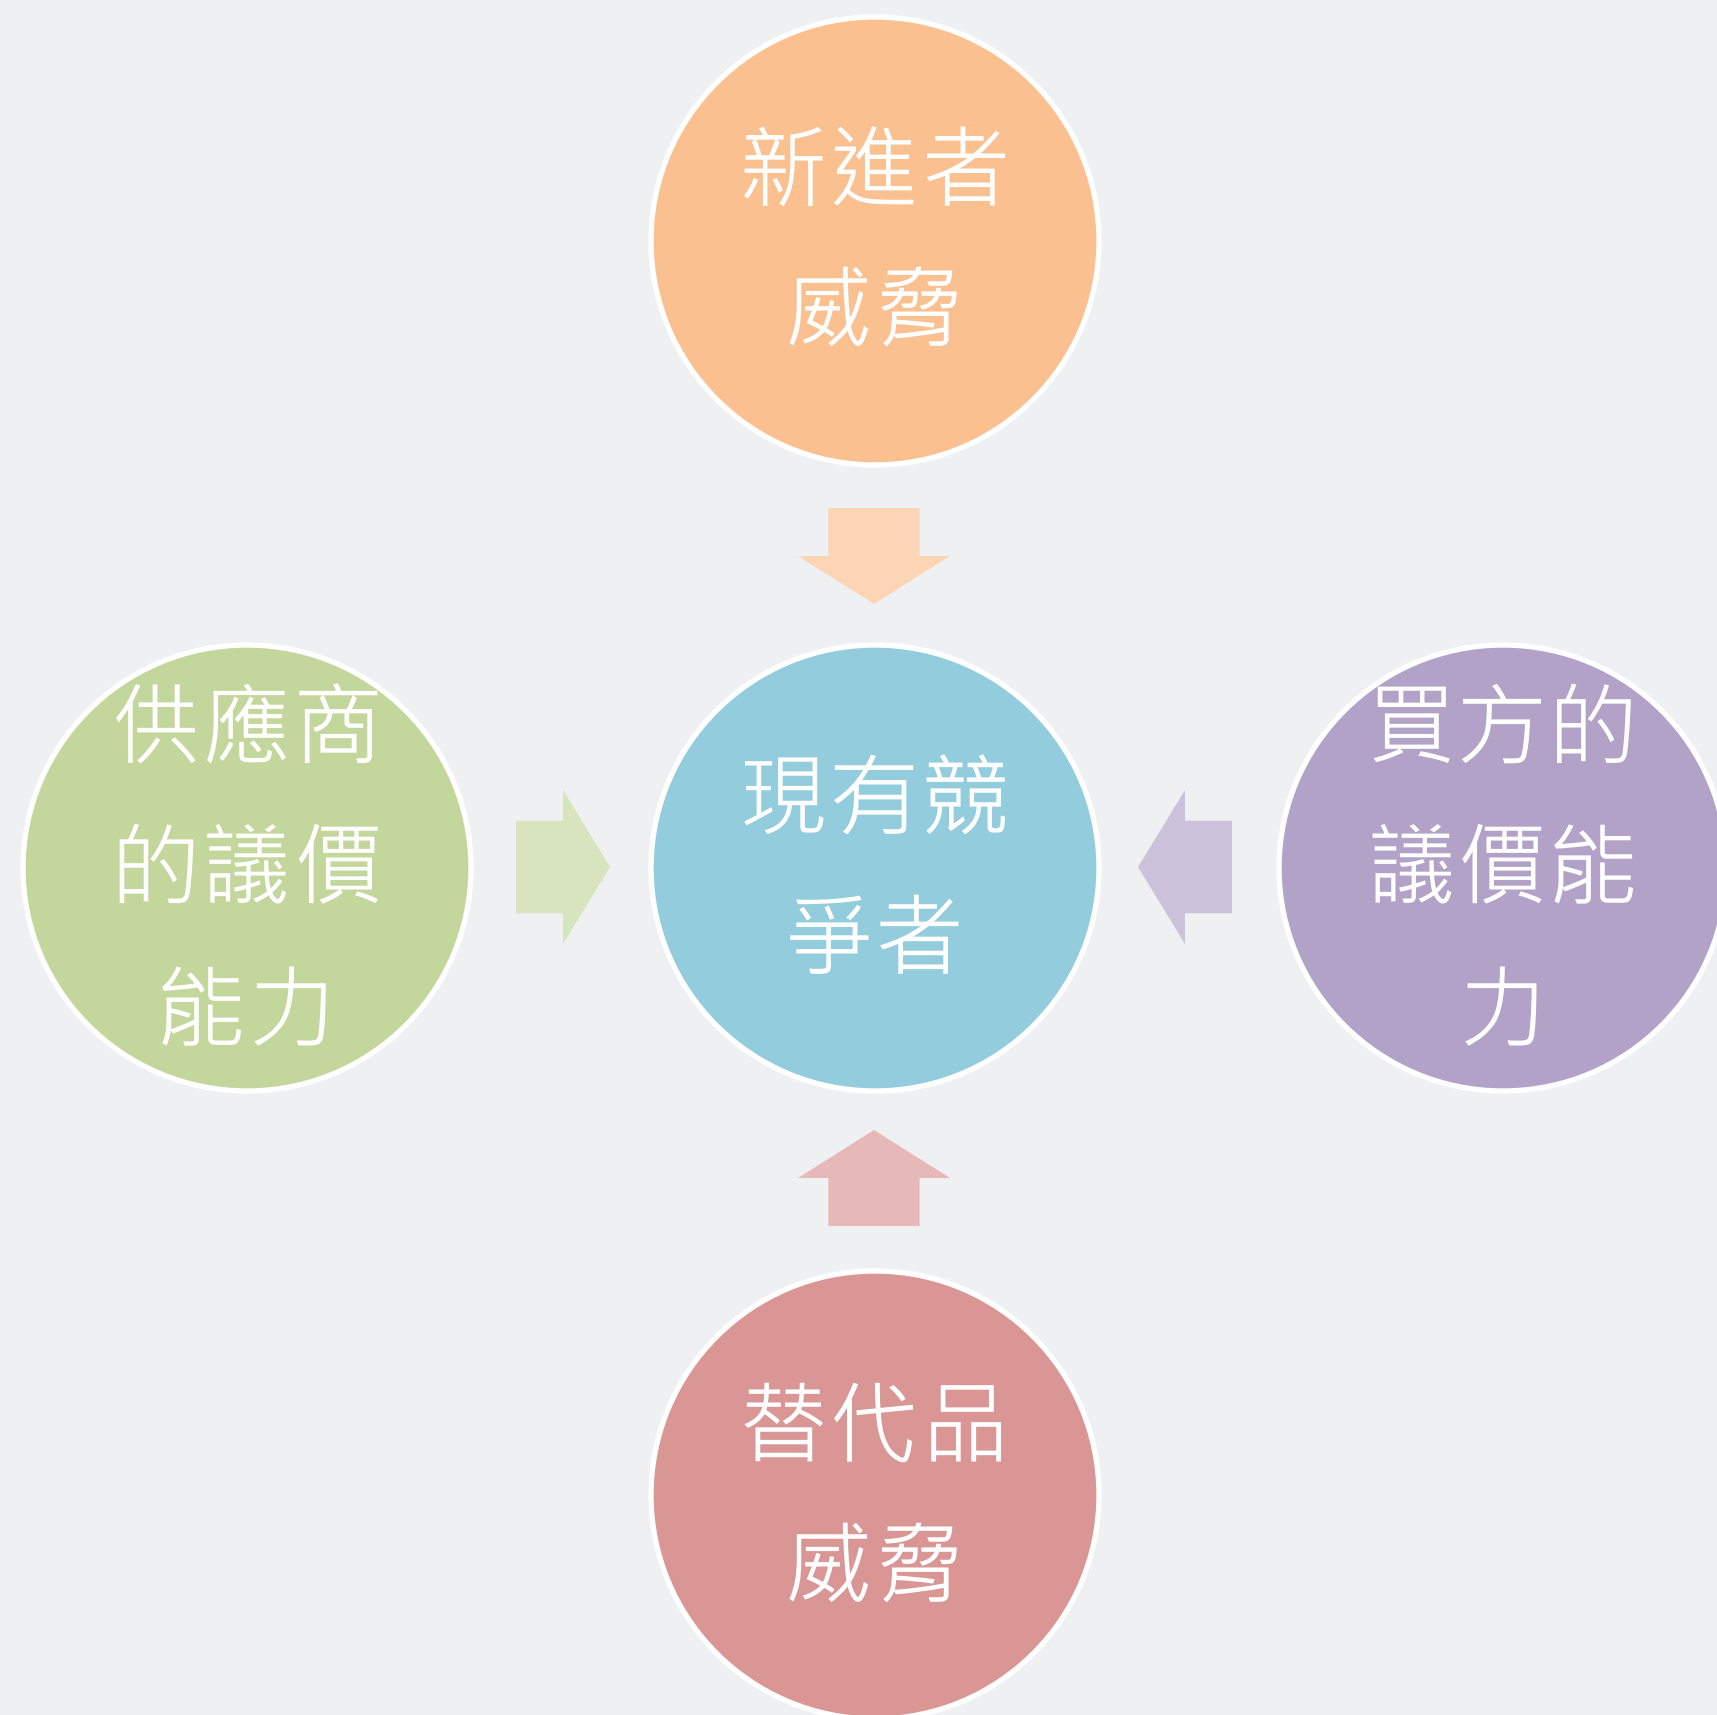 新進者
威脅
供應商
的議價
能力
現有競
爭者
買方的
議價能
力
替代品
威脅